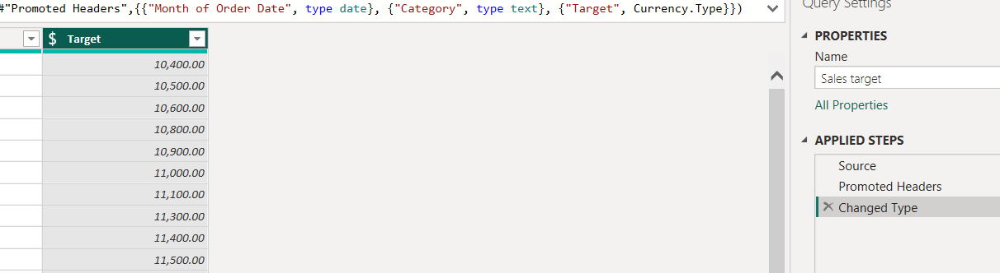 #"Promoted Headers",{{"Month of Order Date", type date}, {"Category", type text}, {"Target", Currency.Type}})
$ Target
10,400.00
10,500.00
10,600.00
10,800.00
10,900.00
11,000.00
11,100.00
11,300.00
11,400.00
11,500.00
Query Settings
PROPERTIES
Name
Sales target
All Properties
APPLIED STEPS
Source
Promoted Headers
Changed Type